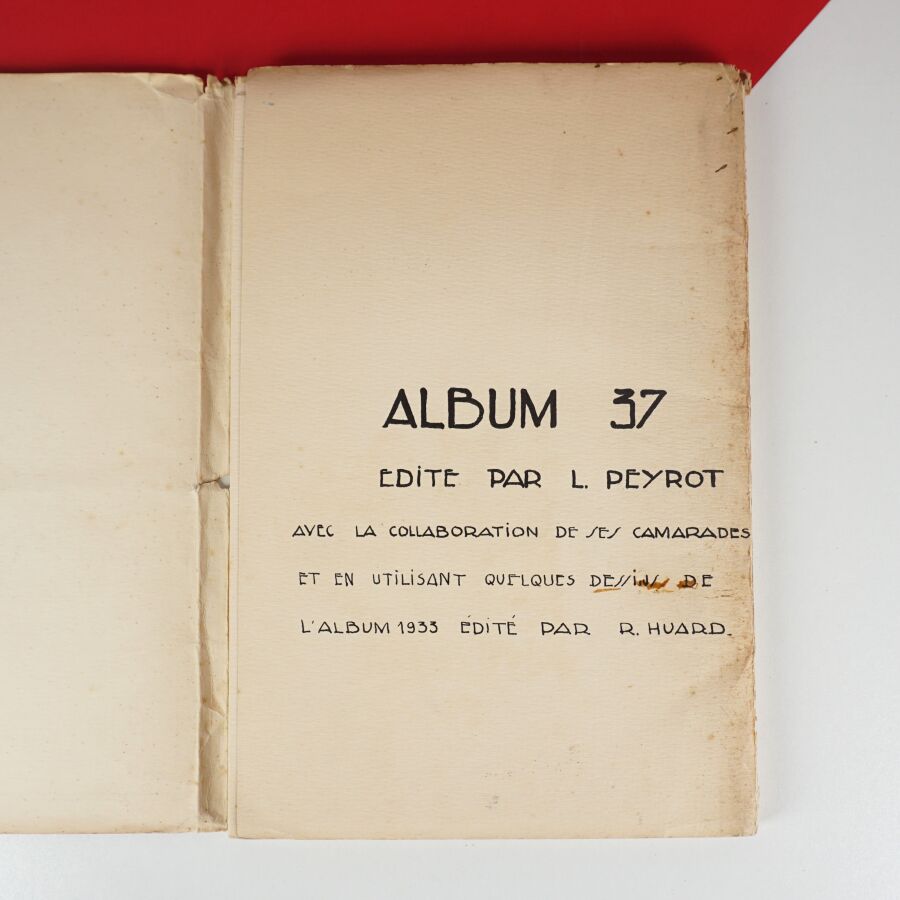 ALBUM 37
EDITE PAR L. PEYROT
AVEC LA COLLABORATION DE SES CAMARADES
ET EN UTILISANT QUELQUES DESSINS DE
L'ALBUM 1933 ÉDITÉ PAR R. HUARD.